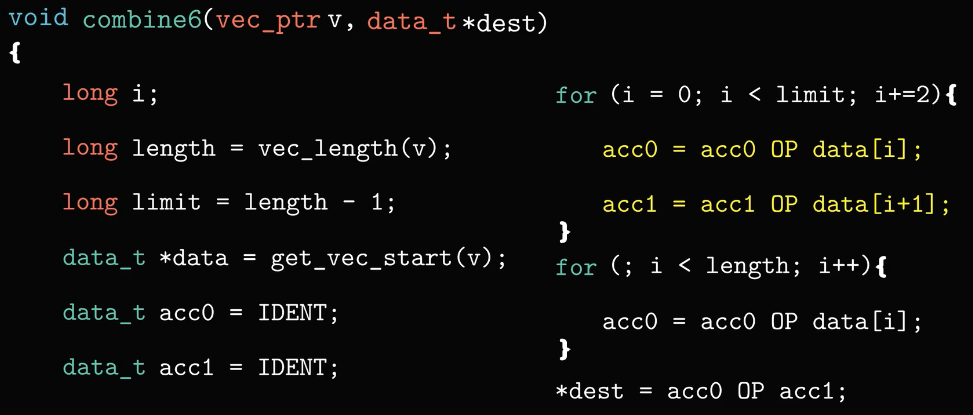 void combine6(vec_ptr v, data_t *dest)
{
long i;
long length = vec_length(v);
long limit = length - 1;
data_t *data = get_vec_start(v);
data_t acc0 = IDENT;
data_t acc1 = IDENT;
for (i = 0; i < limit; i+=2){
acc0 = acc0 OP data[i];
acc1 = acc1 OP data[i+1];
}
for (; i < length; i++){
acc0 = acc0 OP data[i];
}
*dest = acc0 OP acc1;